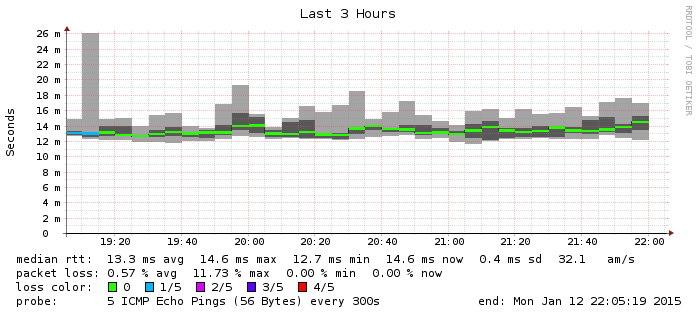 Last 3 Hours
RRDTOOL / TOBI OETIKER
Seconds
26 m
24 m
22 m
20 m
18 m
16 m
14 m
12 m
10 m
8 m
6 m
4 m
2 m
0
19:20 19:40 20:00 20:20 20:40 21:00 21:20 21:40 22:00
median rtt: 13.3 ms avg 14.6 ms max 12.7 ms min 14.6 ms now 0.4 ms sd 32.1 am/s
packet loss: 0.57 % avg 11.73 % max 0.00 % min 0.00 % now
loss color: 0 1/5 2/5 3/5 4/5
probe: 5 ICMP Echo Pings (56 Bytes) every 300s end: Mon Jan 12 22:05:19 2015